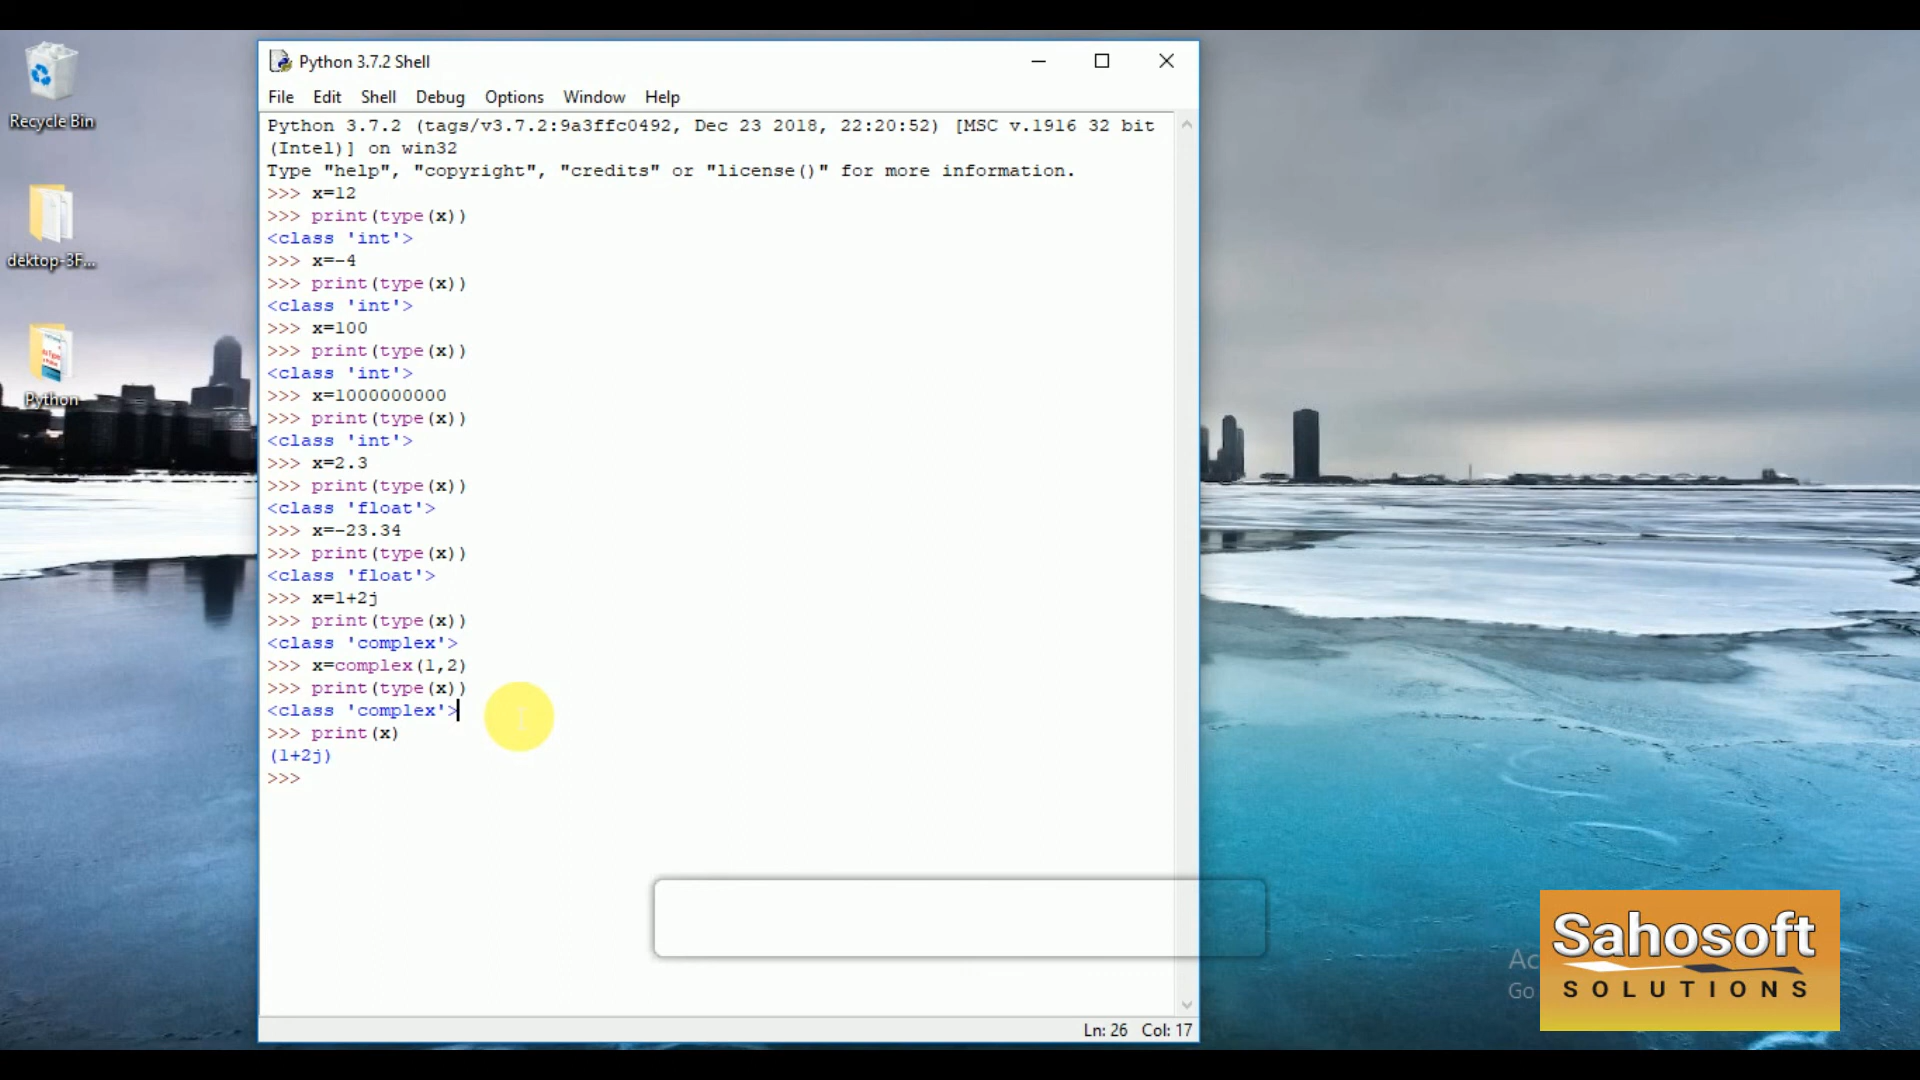 Recycle Bin
dektop-3F...
Python
Python 3.7.2 Shell
File Edit Shell Debug Options Window Help
Python 3.7.2 (tags/v3.7.2:9a3ffc0492, Dec 23 2018, 22:20:52) [MSC v.1916 32 bit
(Intel)] on win32
Type "help", "copyright", "credits" or "license()" for more information.
>>> x=12
>>> print(type(x))
<class 'int'>
>>> x=-4
>>> print(type(x))
<class 'int'>
>>> x=100
>>> print(type(x))
<class 'int'>
>>> x=1000000000
>>> print(type(x))
<class 'int'>
>>> x=2.3
>>> print(type(x))
<class 'float'>
>>> x=-23.34
>>> print(type(x))
<class 'float'>
>>> x=1+2j
>>> print(type(x))
<class 'complex'>
>>> x=complex(1,2)
>>> print(type(x))
<class 'complex'>
>>> print(x)
(1+2j)
>>>
Ln: 26 Col: 17
Ac
Go
Sahosoft
SOLUTIONS